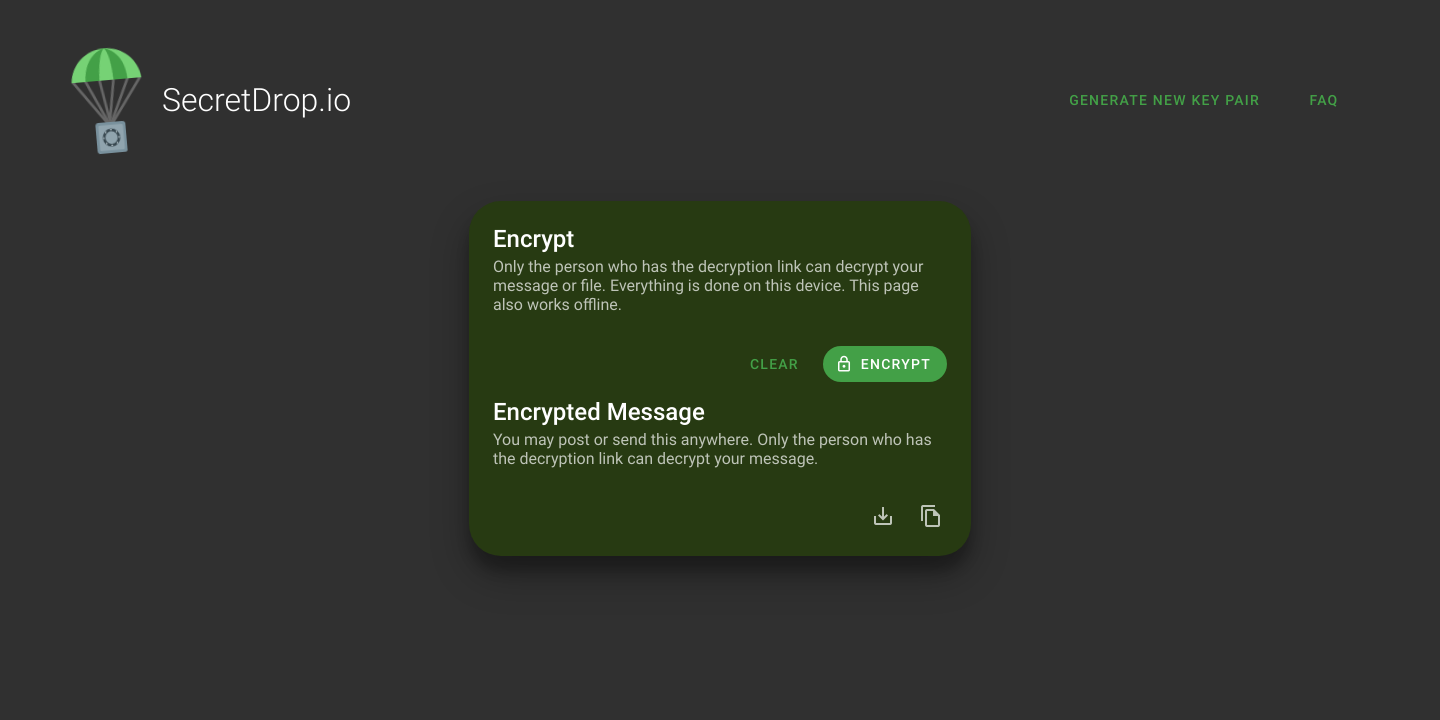 SecretDrop.io
GENERATE NEW KEY PAIR
FAQ
Encrypt
Only the person who has the decryption link can decrypt your
message or file. Everything is done on this device. This page
also works offline.
CLEAR
ENCRYPT
Encrypted Message
You may post or send this anywhere. Only the person who has
the decryption link can decrypt your message.